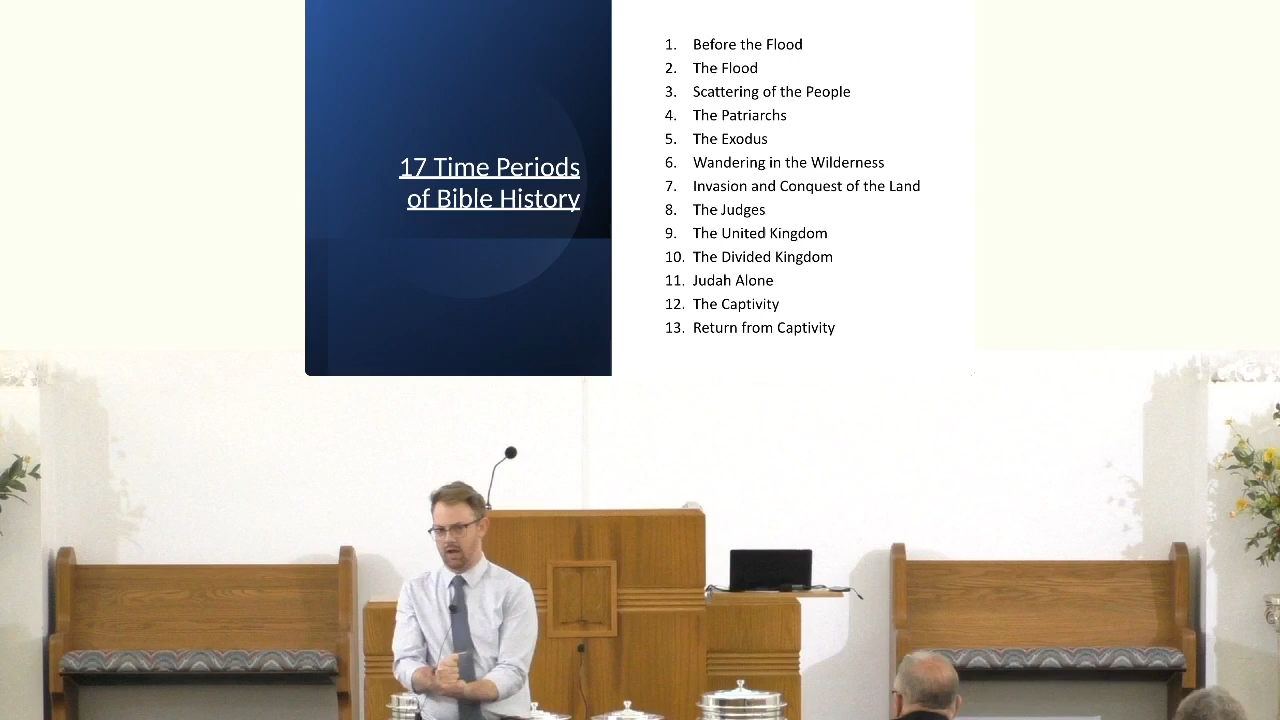 17 Time Periods
of Bible History
1. Before the Flood
2. The Flood
3. Scattering of the People
4. The Patriarchs
5. The Exodus
6. Wandering in the Wilderness
7. Invasion and Conquest of the Land
8. The Judges
9. The United Kingdom
10. The Divided Kingdom
11. Judah Alone
12. The Captivity
13. Return from Captivity